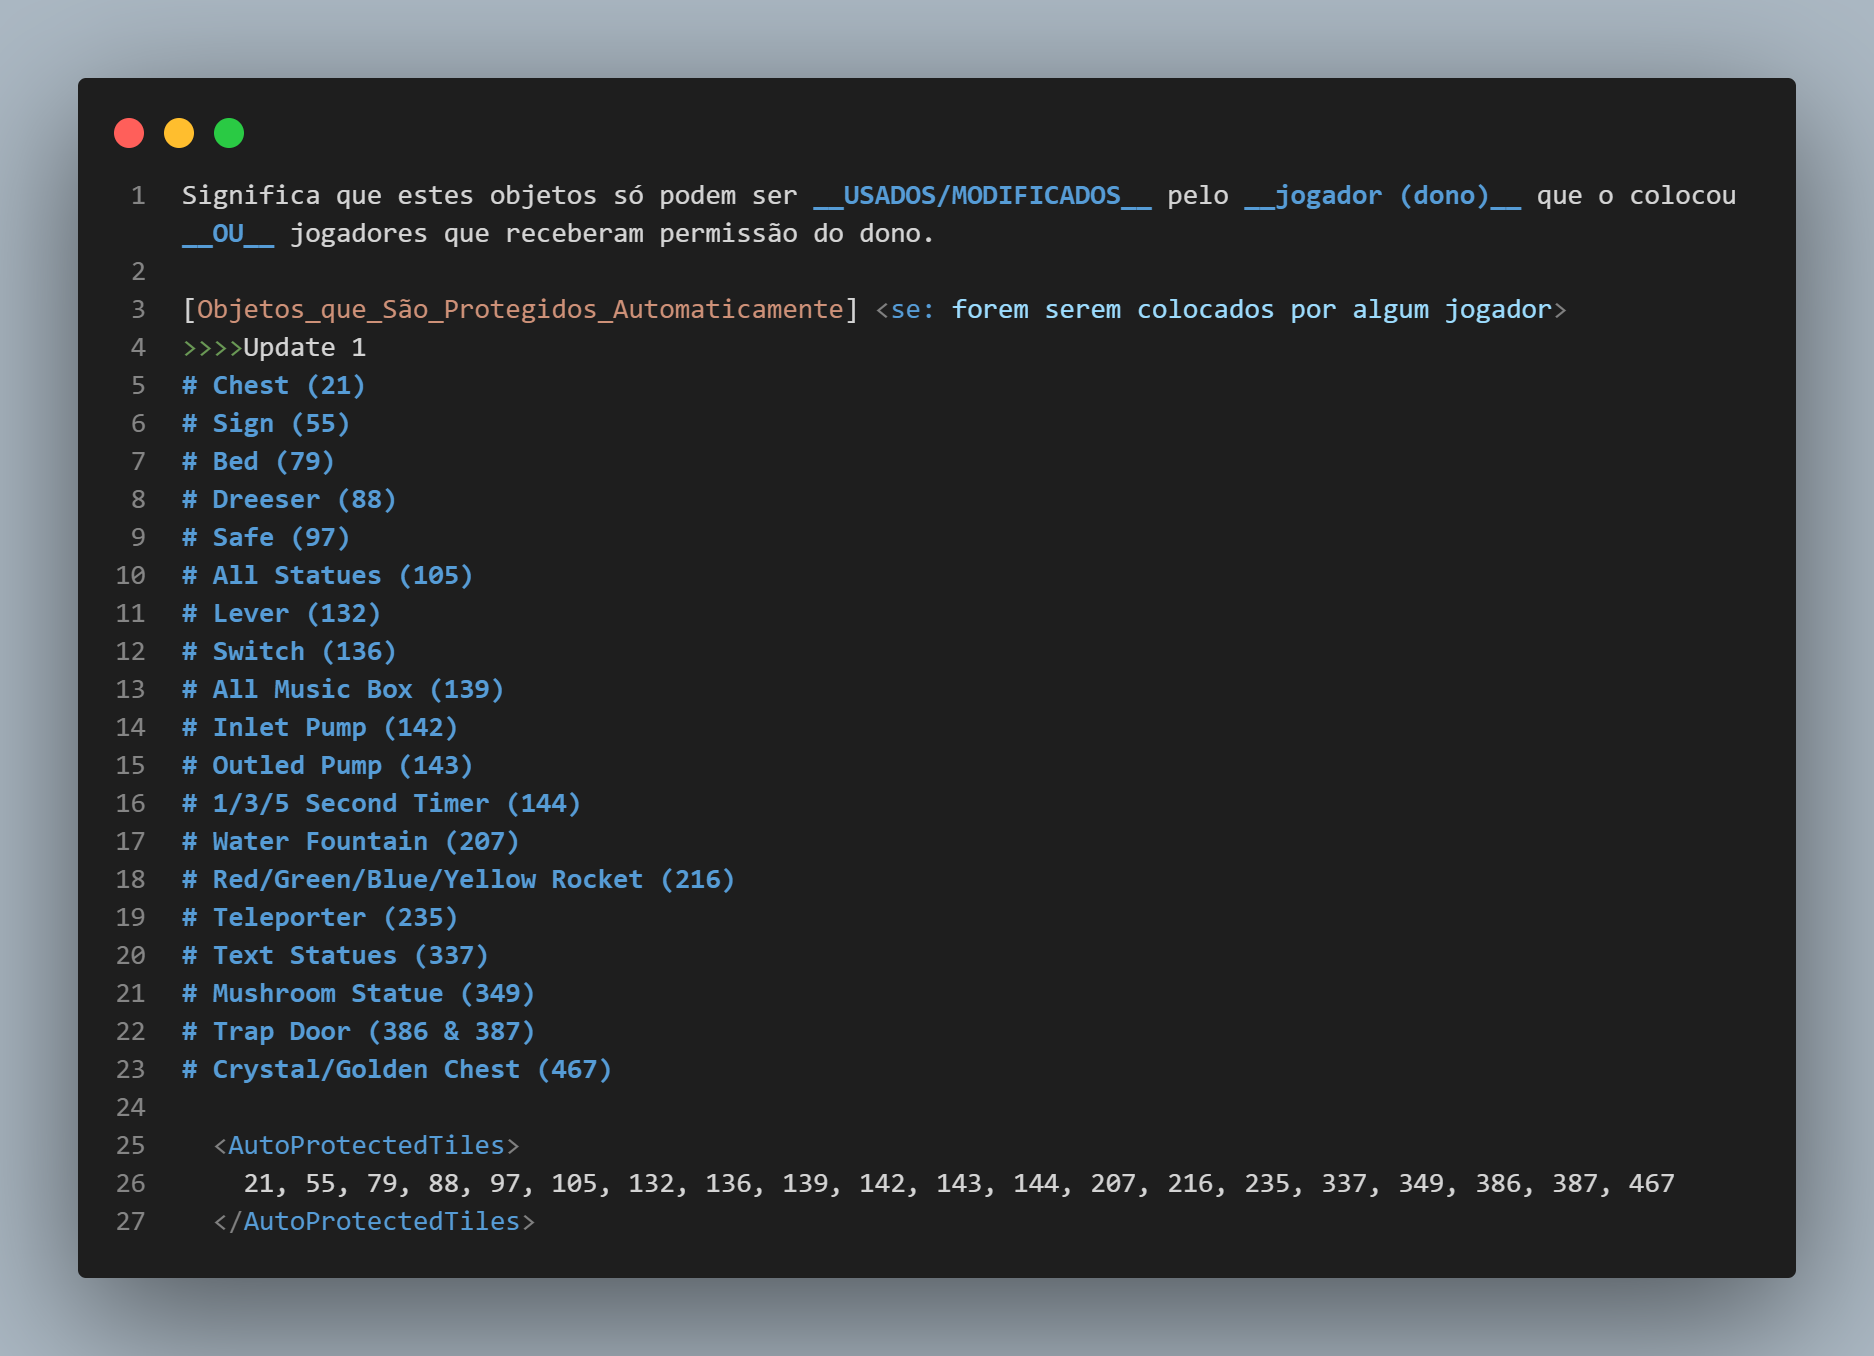 1 Significa que estes objetos só podem ser __USADOS/MODIFICADOS__ pelo __jogador (dono)__ que o colocou
__OU__ jogadores que receberam permissão do dono.
2
3 [Objetos_que_São_Protegidos_Automaticamente] <se: forem serem colocados por algum jogador>
4 >>>>Update 1
5 # Chest (21)
6 # Sign (55)
7 # Bed (79)
8 # Dreeser (88)
9 # Safe (97)
10 # All Statues (105)
11 # Lever (132)
12 # Switch (136)
13 # All Music Box (139)
14 # Inlet Pump (142)
15 # Outled Pump (143)
16 # 1/3/5 Second Timer (144)
17 # Water Fountain (207)
18 # Red/Green/Blue/Yellow Rocket (216)
19 # Teleporter (235)
20 # Text Statues (337)
21 # Mushroom Statue (349)
22 # Trap Door (386 & 387)
23 # Crystal/Golden Chest (467)
24
25 <AutoProtectedTiles>
26 21, 55, 79, 88, 97, 105, 132, 136, 139, 142, 143, 144, 207, 216, 235, 337, 349, 386, 387, 467
27 </AutoProtectedTiles>